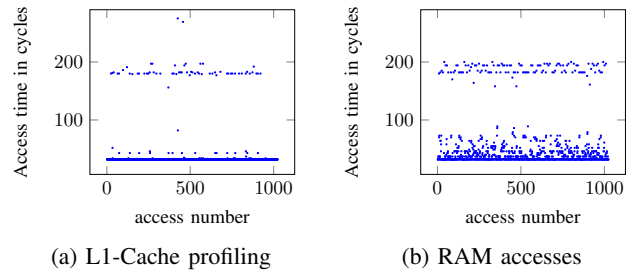 Access time in cycles
200
100
0
500
1000
access number
(a) L1-Cache profiling
Access time in cycles
200
100
0
500
1000
access number
(b) RAM accesses